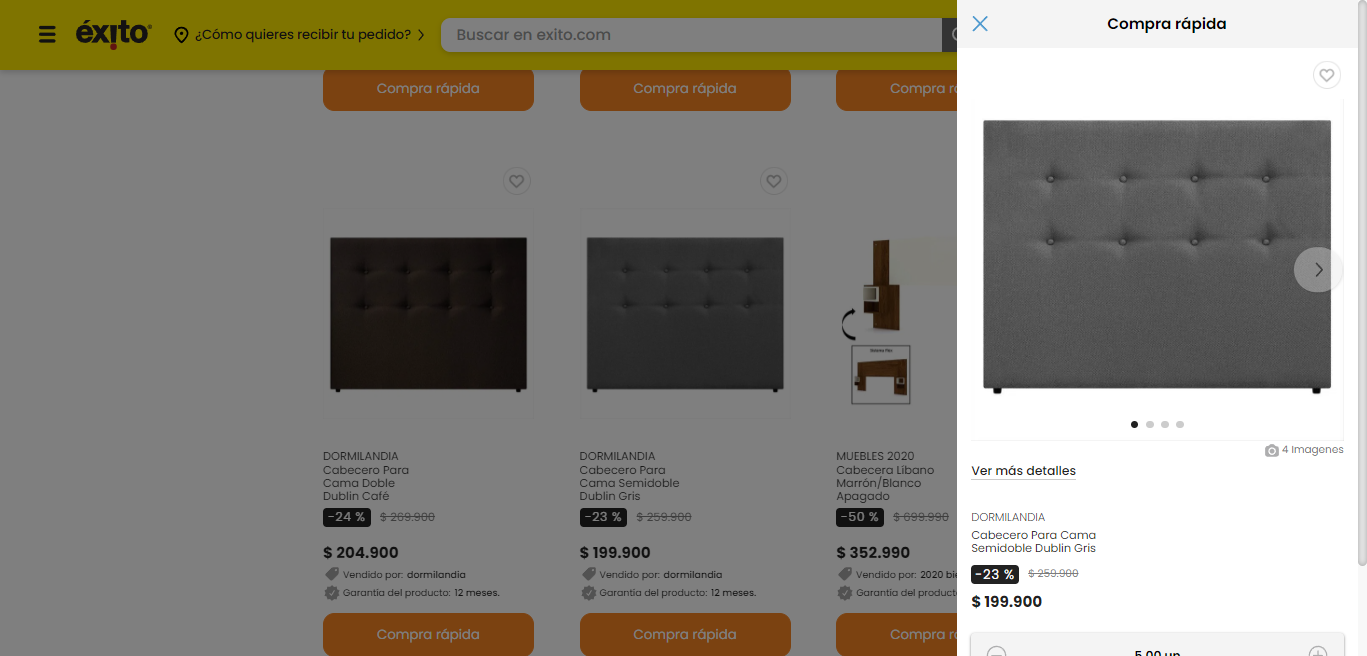 éxito
¿Cómo quieres recibir tu pedido?
Buscar en exito.com
Compra rápida
Compra rápida
Compra rá
DORMILANDIA
Cabecero Para
Cama Doble
Dublin Café
-24 % $ 269.900
$ 204.900
Vendido por: dormilandia
Garantía del producto: 12 meses.
Compra rápida
DORMILANDIA
Cabecero Para
Cama Semidoble
Dublin Gris
-23 % $ 259.900
$ 199.900
Vendido por: dormilandia
Garantía del producto: 12 meses.
Compra rápida
MUEBLES 2020
Cabecera Líbano
Marrón/Blanco
Apagado
-50 % $ 699.990
$ 352.990
Vendido por: 2020 bie
Garantía del product
Compra rá
Compra rápida
4 Imagenes
Ver más detalles
DORMILANDIA
Cabecero Para Cama
Semidoble Dublin Gris
-23 % $ 259.900
$ 199.900
5.00 un